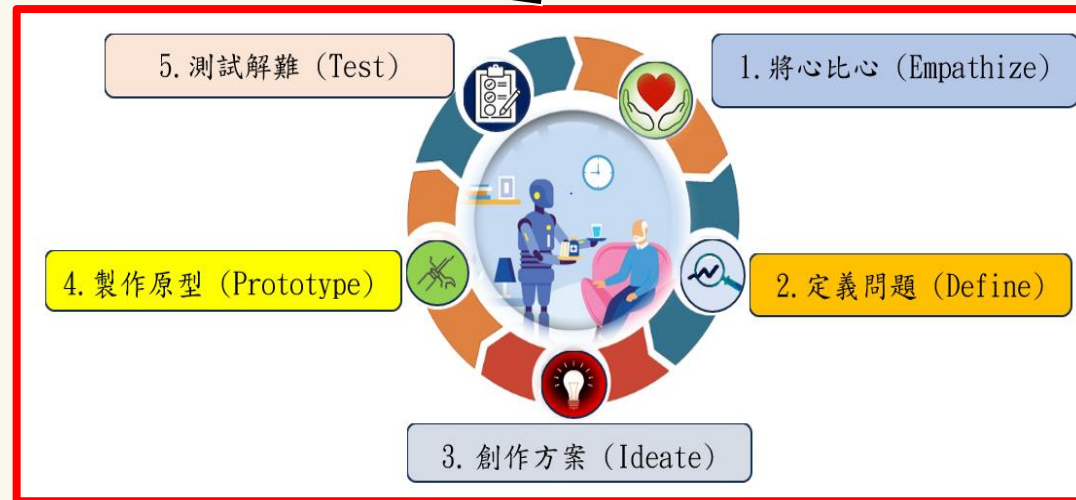 5.測試解難 (Test)
1.將心比心 (Empathize)
4.製作原型 (Prototype)
2.定義問題 (Define)
3.創作方案 (Ideate)